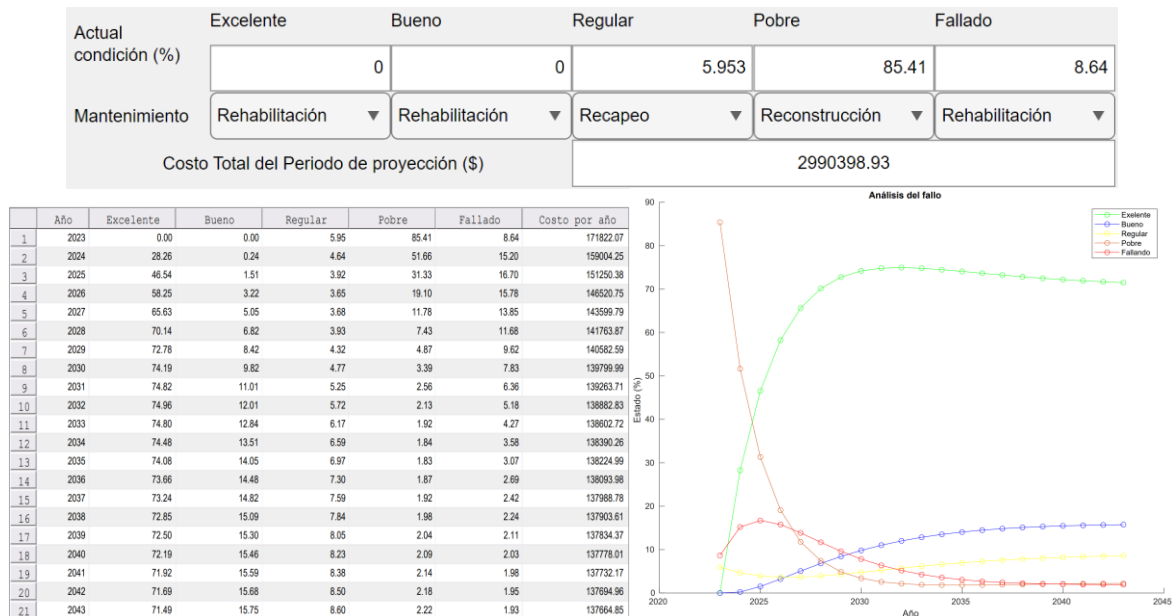 Actual condición (%) Excelente Bueno Regular Pobre Fallado
0 0 5.953 85.41 8.64
Mantenimiento Rehabilitación Rehabilitación Recapeo Reconstrucción Rehabilitación
Costo Total del Periodo de proyección ($) 2990398.93
Año Excelente Bueno Regular Pobre Fallado Costo por año
1 2023 0.00 0.00 5.95 85.41 8.64 171822.07
2 2024 28.26 0.24 4.64 51.66 15.20 159004.25
3 2025 46.54 1.51 3.92 31.33 16.70 151250.38
4 2026 58.25 3.22 3.65 19.10 15.78 146520.75
5 2027 65.63 5.05 3.68 11.78 13.85 143599.79
6 2028 70.14 6.82 3.93 7.43 11.68 141763.87
7 2029 72.78 8.42 4.32 4.87 9.62 140582.59
8 2030 74.19 9.82 4.77 3.39 7.83 139799.99
9 2031 74.82 11.01 5.25 2.56 6.36 139263.71
10 2032 74.96 12.01 5.72 2.13 5.18 138882.83
11 2033 74.80 12.84 6.17 1.92 4.27 138602.72
12 2034 74.48 13.51 6.59 1.84 3.58 138390.26
13 2035 74.08 14.05 6.97 1.83 3.07 138224.99
14 2036 73.66 14.48 7.30 1.87 2.69 138093.98
15 2037 73.24 14.82 7.59 1.92 2.42 137988.78
16 2038 72.85 15.09 7.84 1.98 2.24 137903.61
17 2039 72.50 15.30 8.05 2.04 2.11 137834.37
18 2040 72.19 15.46 8.23 2.09 2.03 137778.01
19 2041 71.92 15.59 8.38 2.14 1.98 137732.17
20 2042 71.69 15.68 8.50 2.18 1.95 137694.96
21 2043 71.49 15.75 8.60 2.22 1.93 137664.85
Análisis del fallo
Exelente
Bueno
Regular
Pobre
Fallando
Estado (%)
90
80
70
60
50
40
30
20
10
0
2020 2025 2030 2035 2040 2045
Año